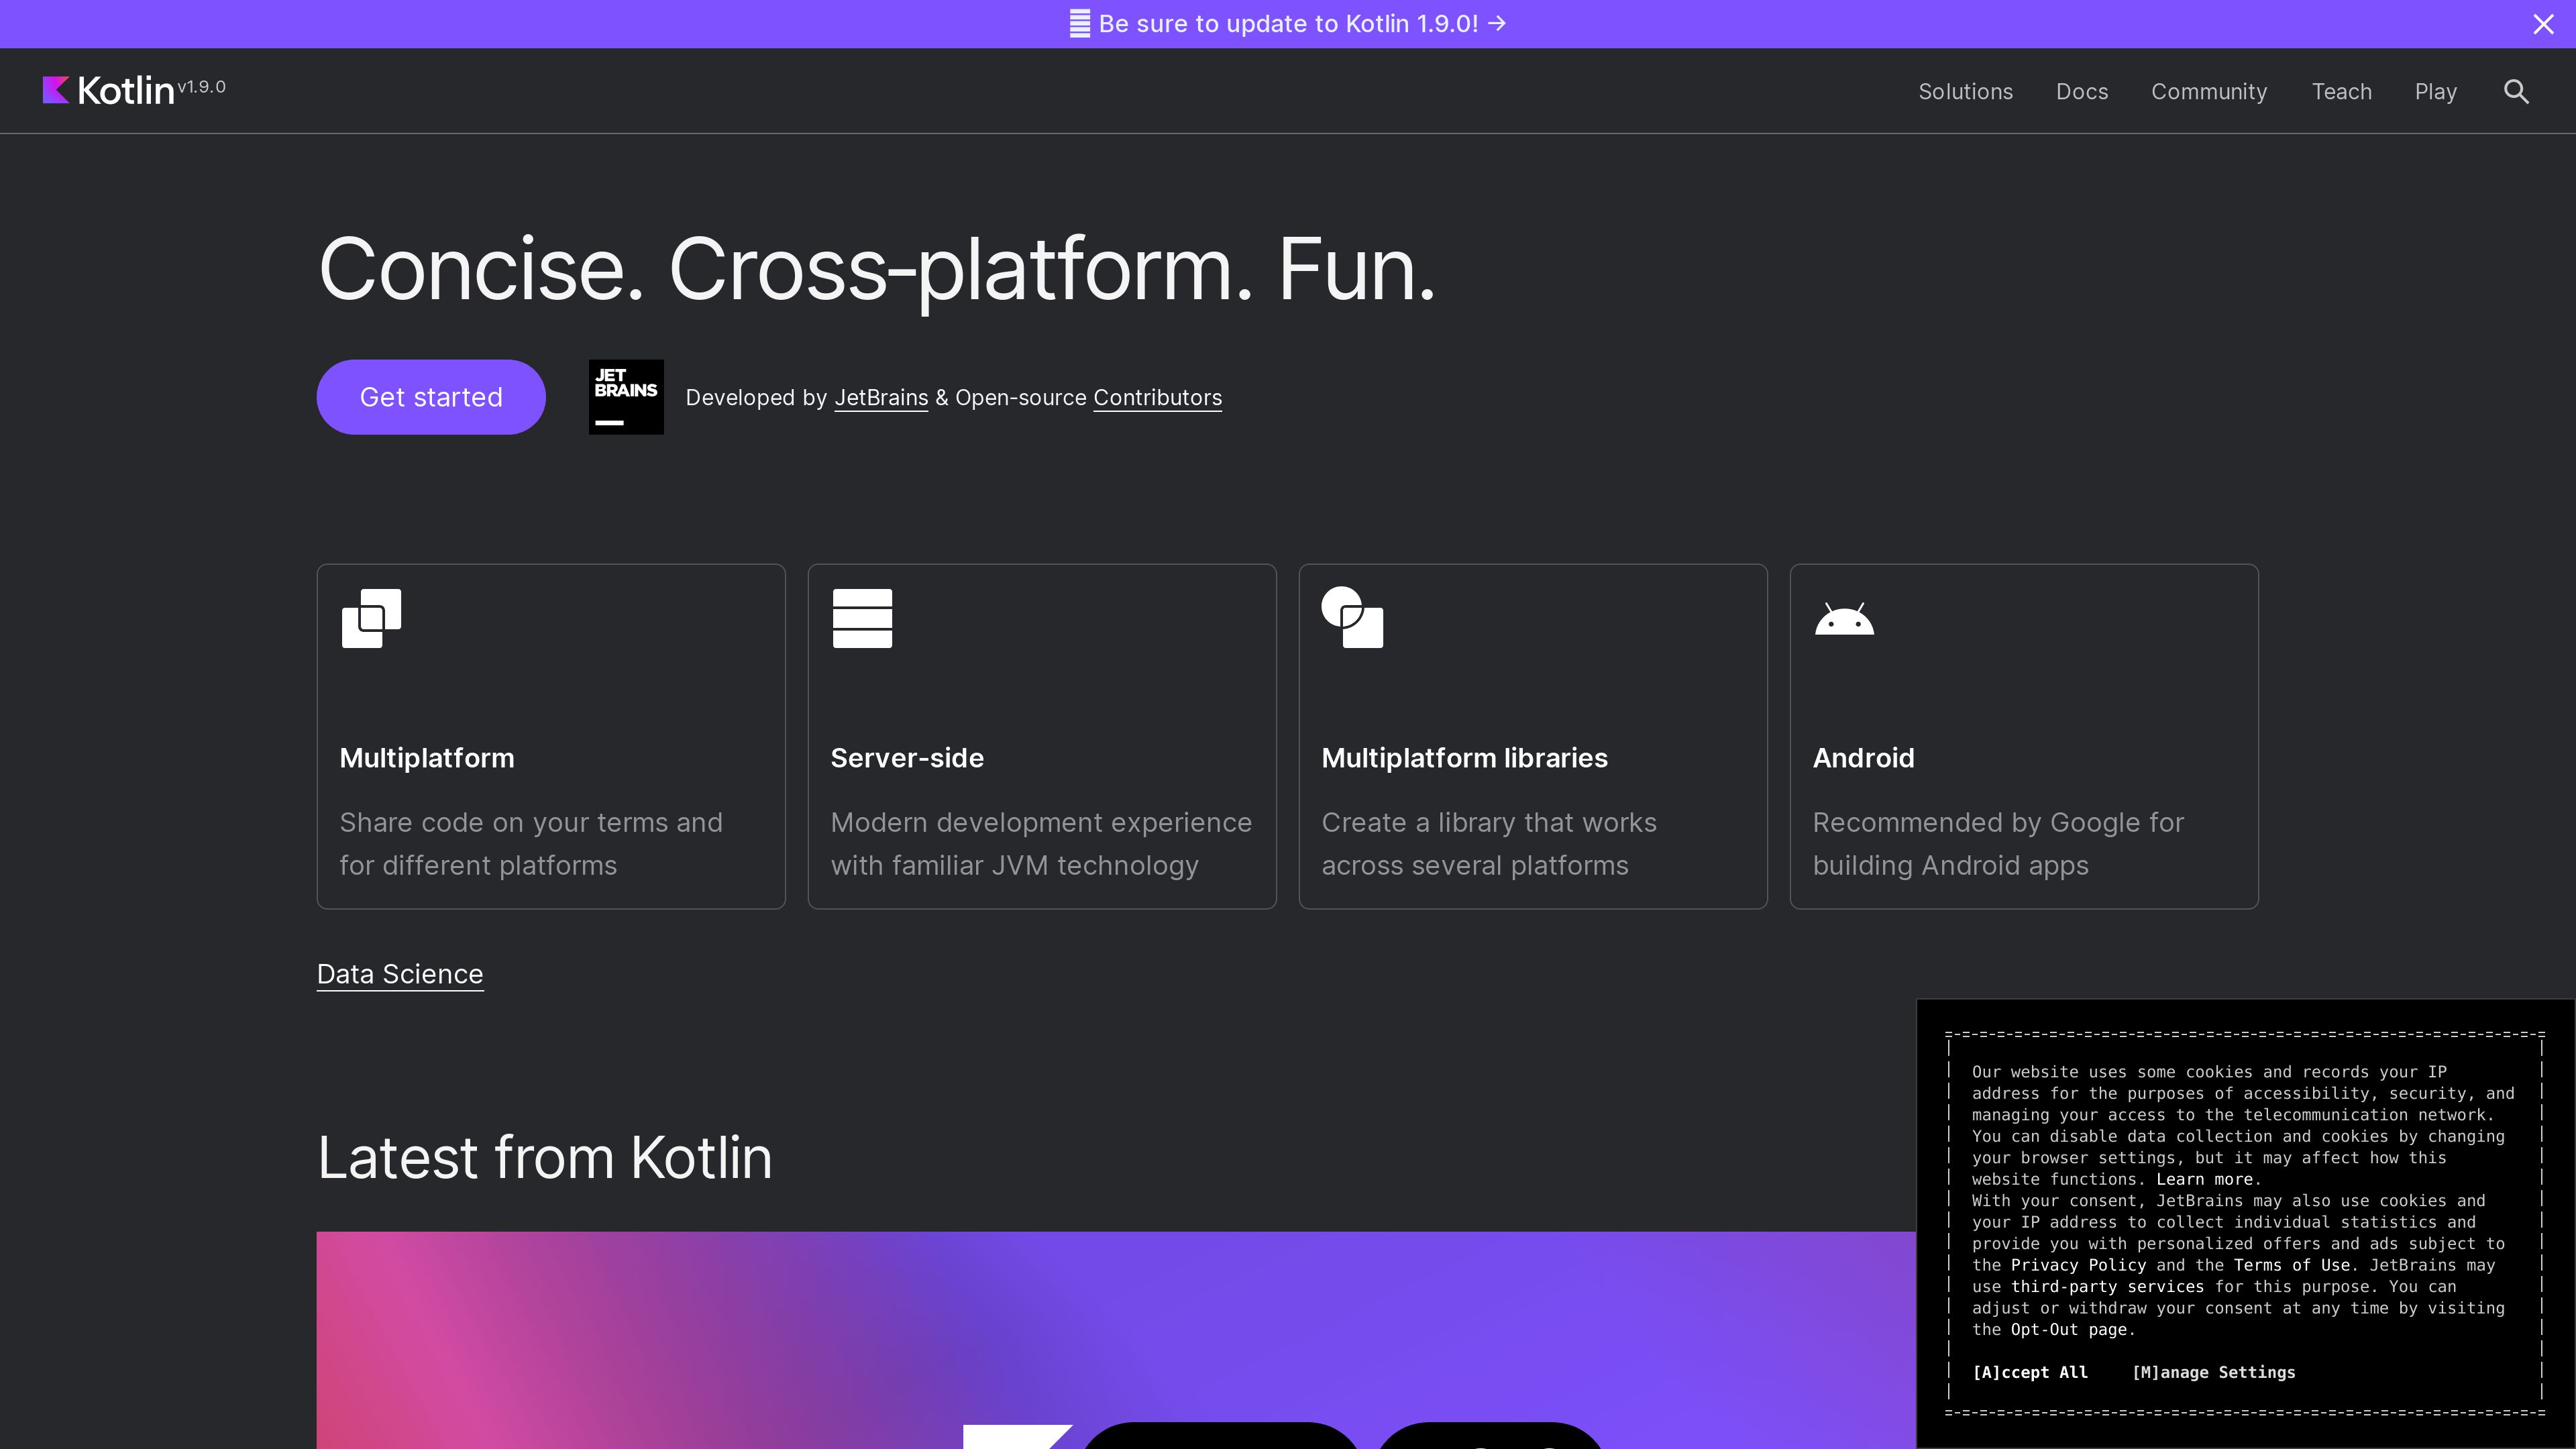 Be sure to update to Kotlin 1.9.0! →
Kotlin v1.9.0
Solutions
Docs
Community
Teach
Play
Concise. Cross-platform. Fun.
Get started
JET
BRAINS
Developed by JetBrains & Open-source Contributors
Multiplatform
Share code on your terms and
for different platforms
Server-side
Modern development experience
with familiar JVM technology
Multiplatform libraries
Create a library that works
across several platforms
Android
Recommended by Google for
building Android apps
Data Science
Latest from Kotlin
Our website uses some cookies and records your IP
address for the purposes of accessibility, security, and
managing your access to the telecommunication network.
You can disable data collection and cookies by changing
your browser settings, but it may affect how this
website functions. Learn more.
With your consent, JetBrains may also use cookies and
your IP address to collect individual statistics and
provide you with personalized offers and ads subject to
the Privacy Policy and the Terms of Use. JetBrains may
use third-party services for this purpose. You can
adjust or withdraw your consent at any time by visiting
the Opt-Out page.
[A]ccept All
[M]anage Settings